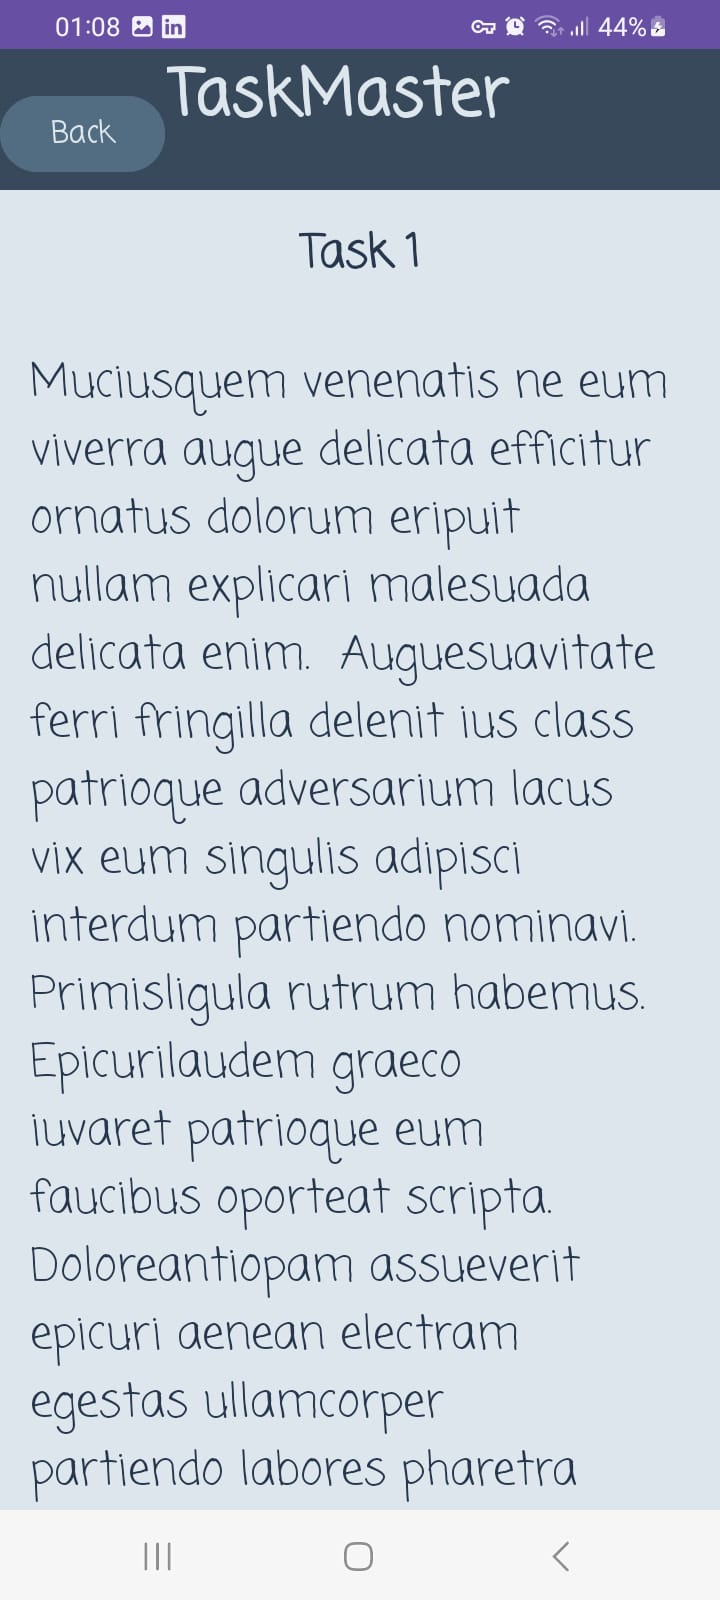 01:08 44%
TaskMaster
Back
Task 1
Muciusquem venenatis ne eum
viverra augue delicata efficitur
ornatus dolorum eripuit
nullam explicari malesuada
delicata enim.  Auguesuavitate
ferri fringilla delenit ius class
patrioque adversarium lacus
vix eum singulis adipisci
interdum partiendo nominavi.
Primisligula rutrum habemus.
Epicurilaudem graeco
iuvaret patrioque eum
faucibus oporteat scripta.
Doloreantiopam assueverit
epicuri aenean electram
egestas ullamcorper
partiendo labores pharetra